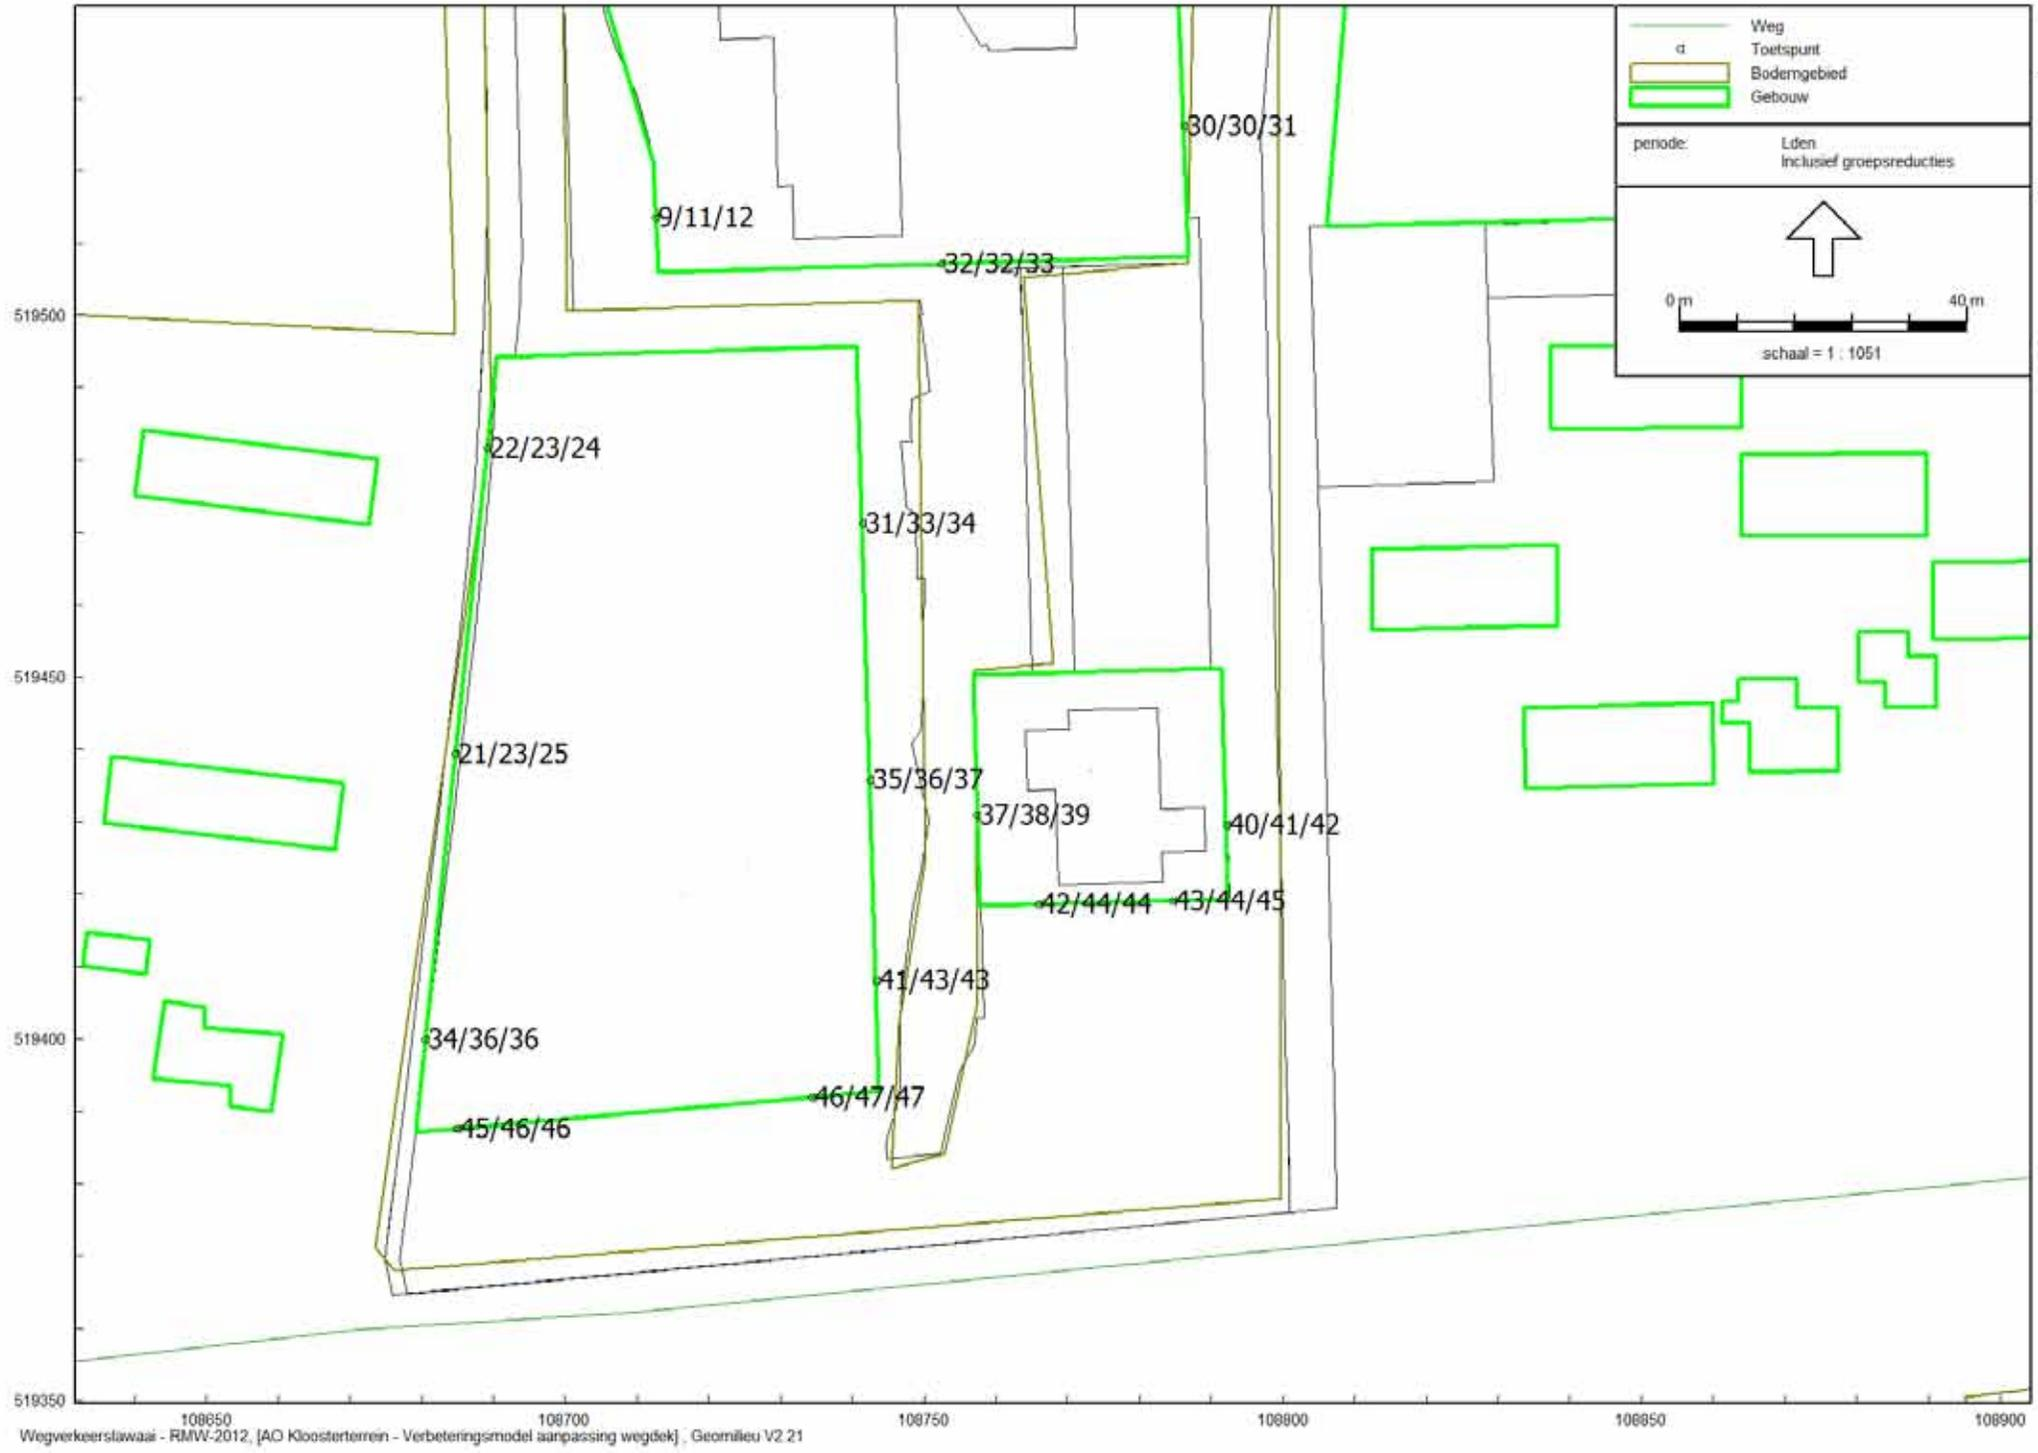 Weg
Toetspunt
Bodemgebied
Gebouw
periode: Lden
Inclusief groepsreducties
0 m 40 m
schaal = 1 : 1051
30/30/31
9/11/12
32/32/33
22/23/24
31/33/34
21/23/25
35/36/37
37/38/39
40/41/42
42/44/44
43/44/45
41/43/43
34/36/36
46/47/47
45/46/46
519500
519450
519400
519350
108650 108700 108750 108800 108850 108900
Wegverkeerslawaai - RMW-2012, [AO Kloosterterrein - Verbeteringsmodel aanpassing wegdek] , Geomilieu V2.21